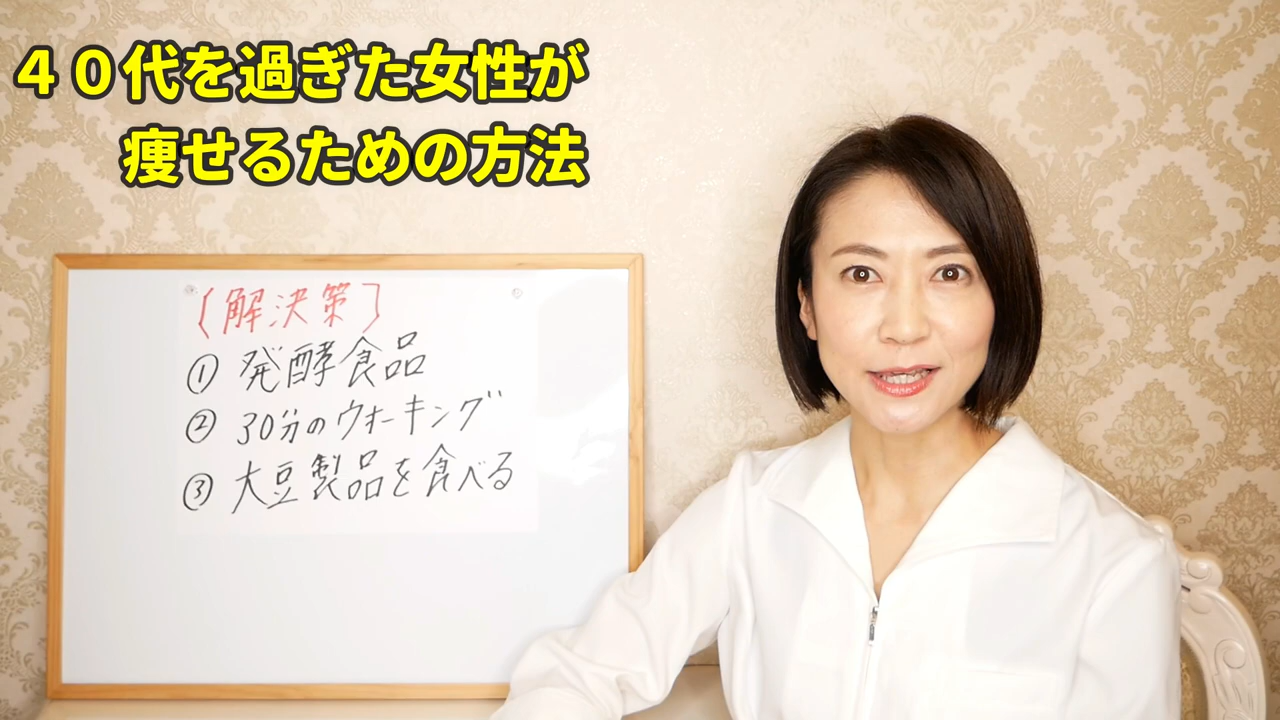 ４０代を過ぎた女性が
痩せるための方法
〔解決策〕
① 発酵食品
② 30分のウォーキング
③ 大豆製品を食べる